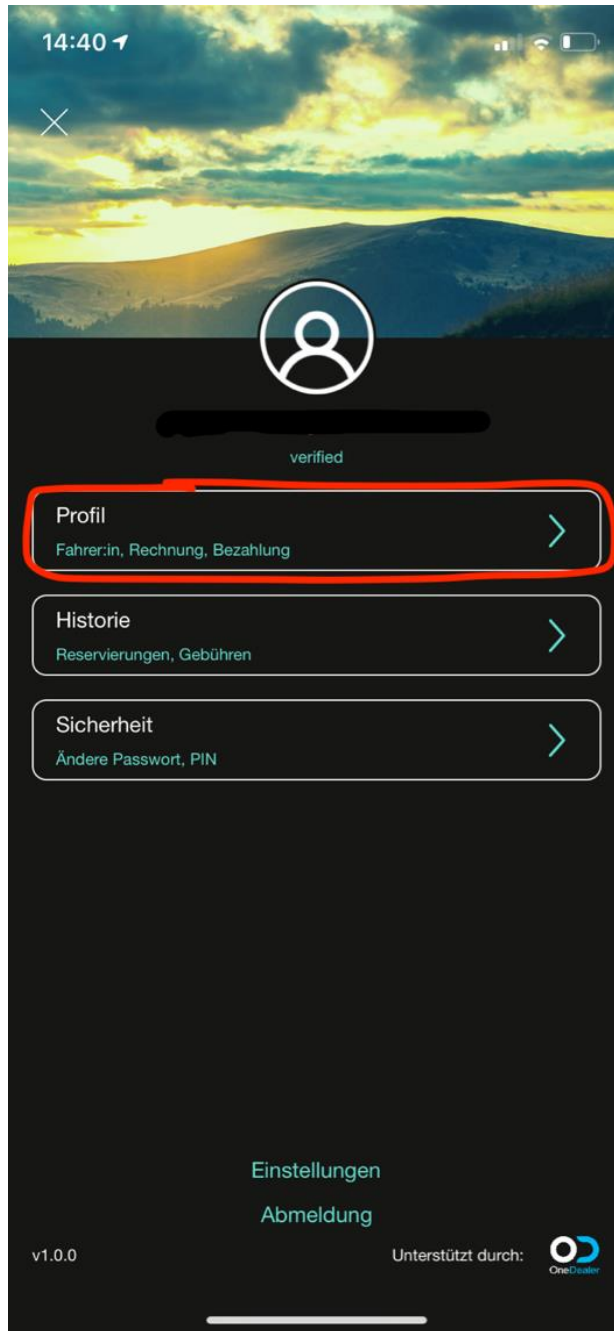 14:40
verified
Profil
Fahrer:in, Rechnung, Bezahlung
Historie
Reservierungen, Gebühren
Sicherheit
Ändere Passwort, PIN
Einstellungen
Abmeldung
v1.0.0
Unterstützt durch:
OneDealer